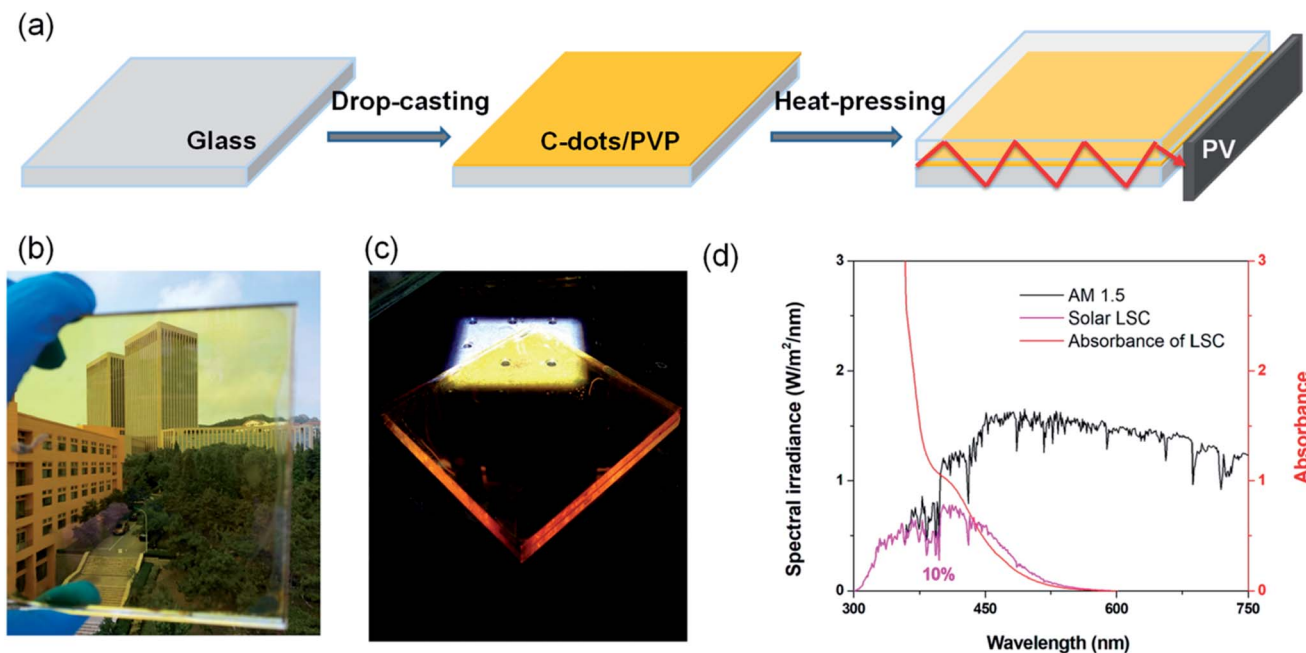 (a)
Glass
Drop-casting
C-dots/PVP
Heat-pressing
PV
(b)
(c)
(d)
3
2
1
0
Spectral irradiance (W/m²/nm)
AM 1.5
Solar LSC
Absorbance of LSC
10%
3
2
1
0
Absorbance
300
450
600
750
Wavelength (nm)